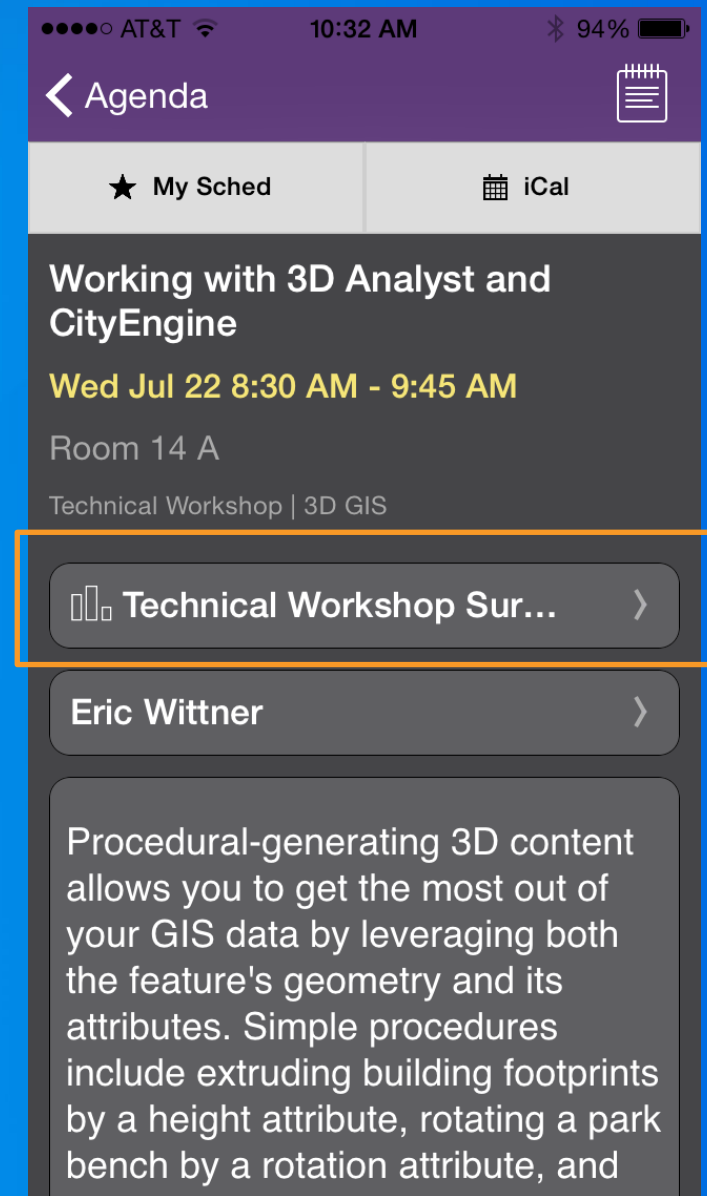 AT&T 10:32 AM 94%
Agenda
My Sched iCal
Working with 3D Analyst and
CityEngine
Wed Jul 22 8:30 AM - 9:45 AM
Room 14 A
Technical Workshop | 3D GIS
Technical Workshop Sur...
Eric Wittner
Procedural-generating 3D content
allows you to get the most out of
your GIS data by leveraging both
the feature's geometry and its
attributes. Simple procedures
include extruding building footprints
by a height attribute, rotating a park
bench by a rotation attribute, and